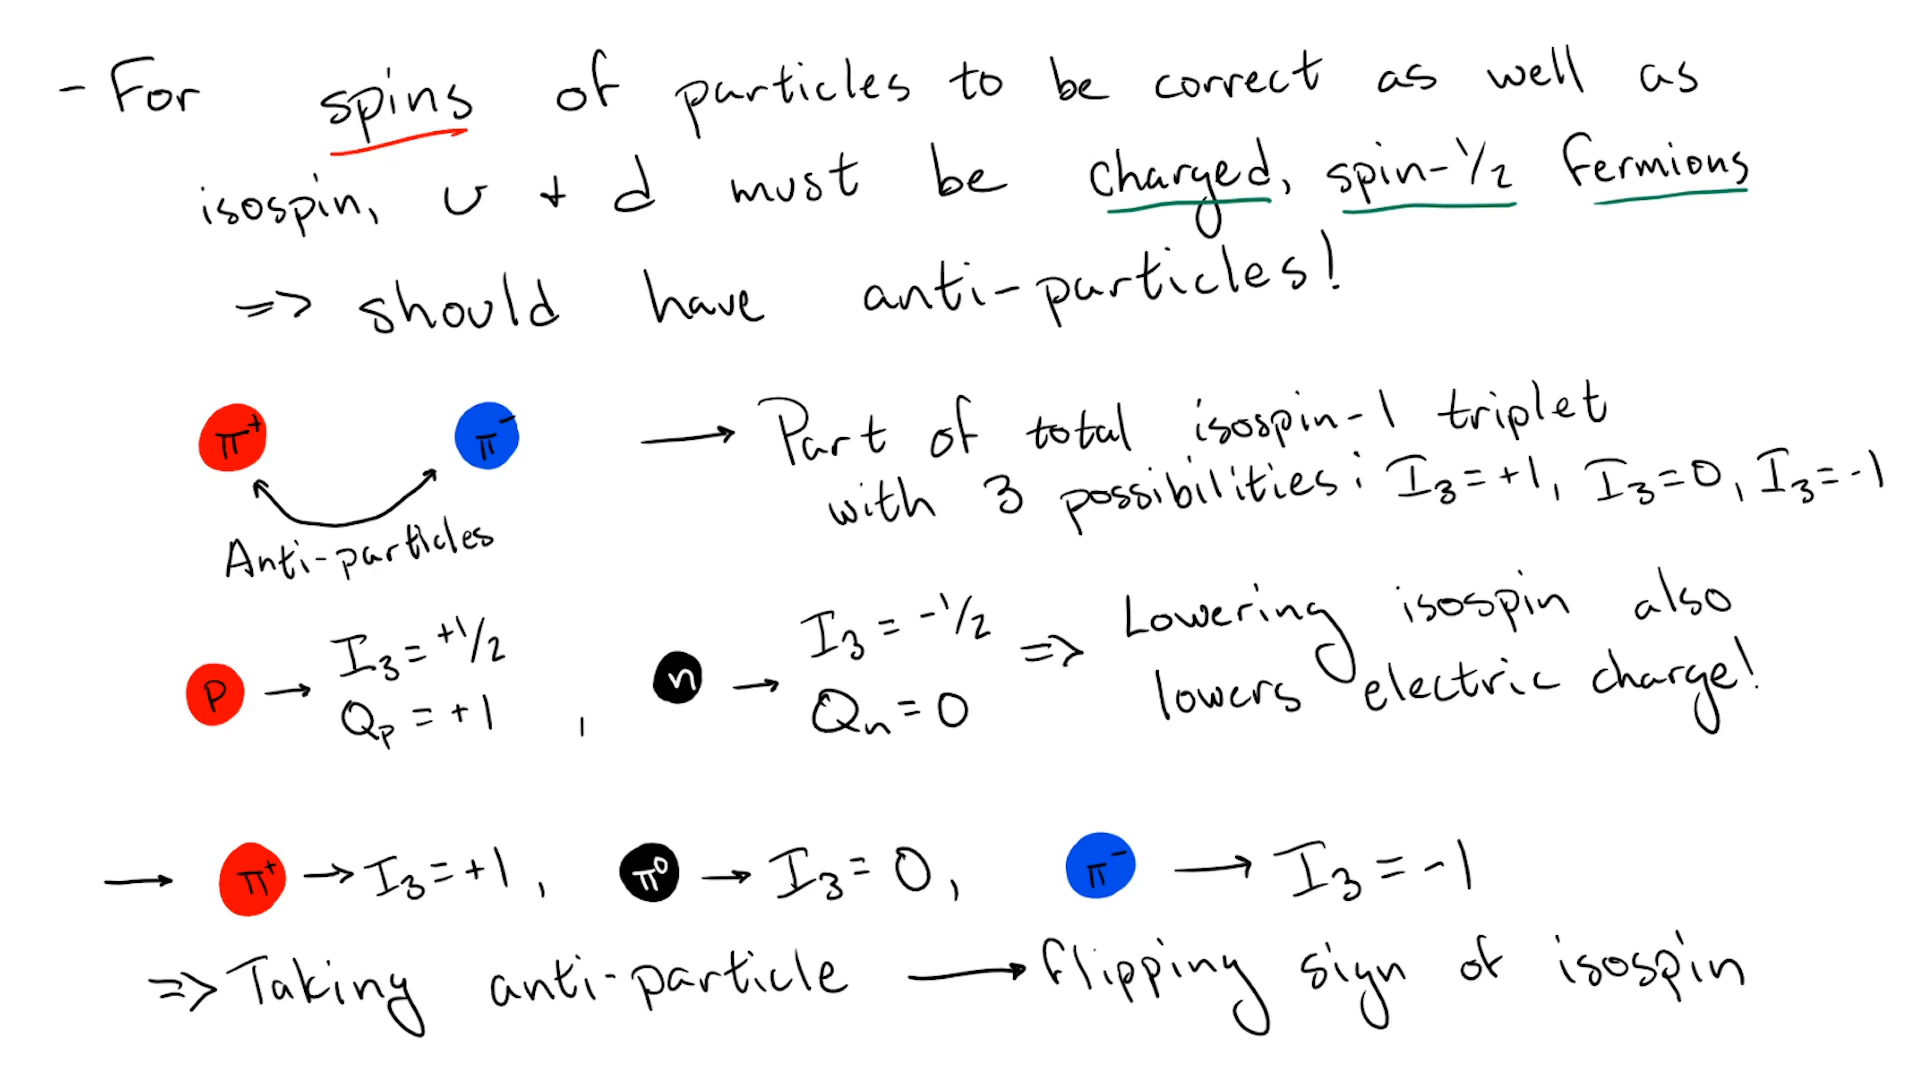 - For spins of particles to be correct as well as
isospin, u + d must be charged, spin-1/2 fermions
=> should have anti-particles!
π+ π- → Part of total isospin-1 triplet
with 3 possibilities: I3=+1, I3=0, I3=-1
Anti-particles
P → I3=+1/2
Qp=+1 ,
n → I3=-1/2
Qn=0
=> Lowering isospin also
lowers electric charge!
→ π+ → I3=+1, π0 → I3=0, π- → I3=-1
=> Taking anti-particle → flipping sign of isospin